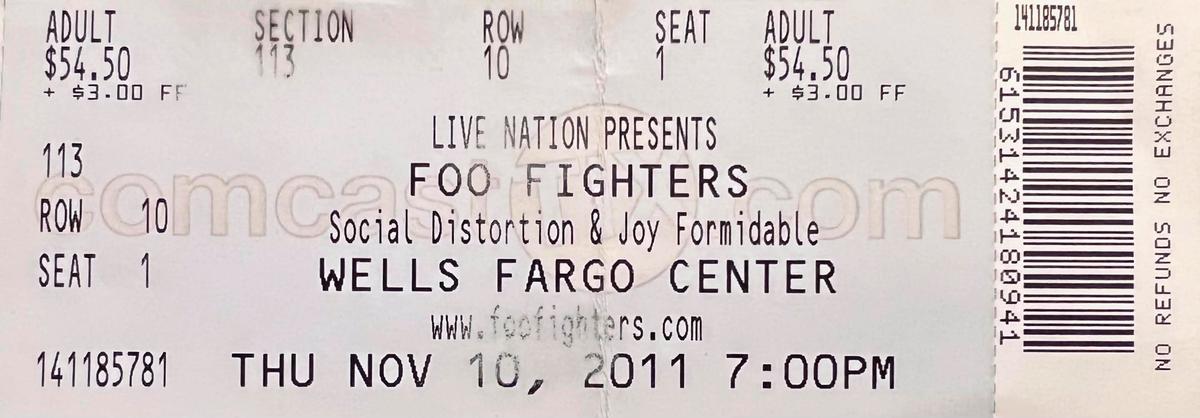 ADULT SECTION ROW SEAT ADULT
$54.50 113 10 1 $54.50
+ $3.00 FF + $3.00 FF
LIVE NATION PRESENTS
113 FOO FIGHTERS
comcastTIX.com
ROW 10 Social Distortion & Joy Formidable
SEAT 1 WELLS FARGO CENTER
www.foofighters.com
141185781 THU NOV 10, 2011 7:00PM
141185781
61531424180941
NO REFUNDS NO EXCHANGES